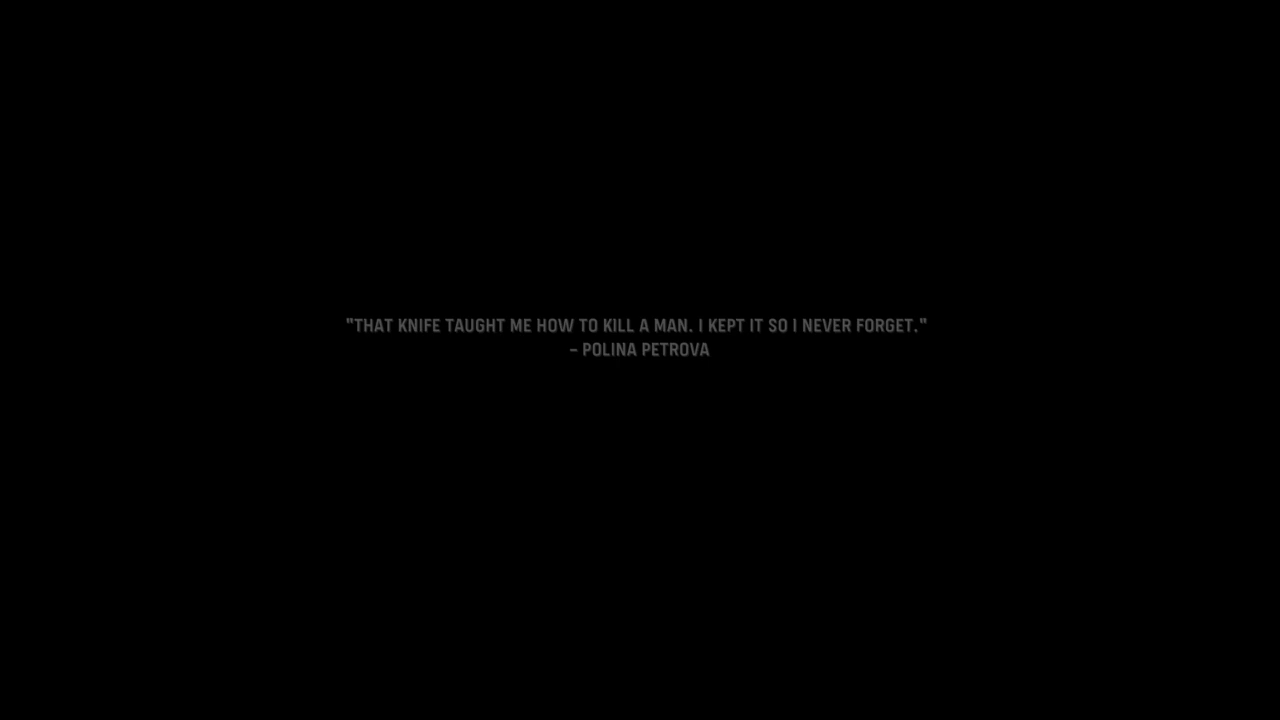 "THAT KNIFE TAUGHT ME HOW TO KILL A MAN. I KEPT IT SO I NEVER FORGET."
– POLINA PETROVA